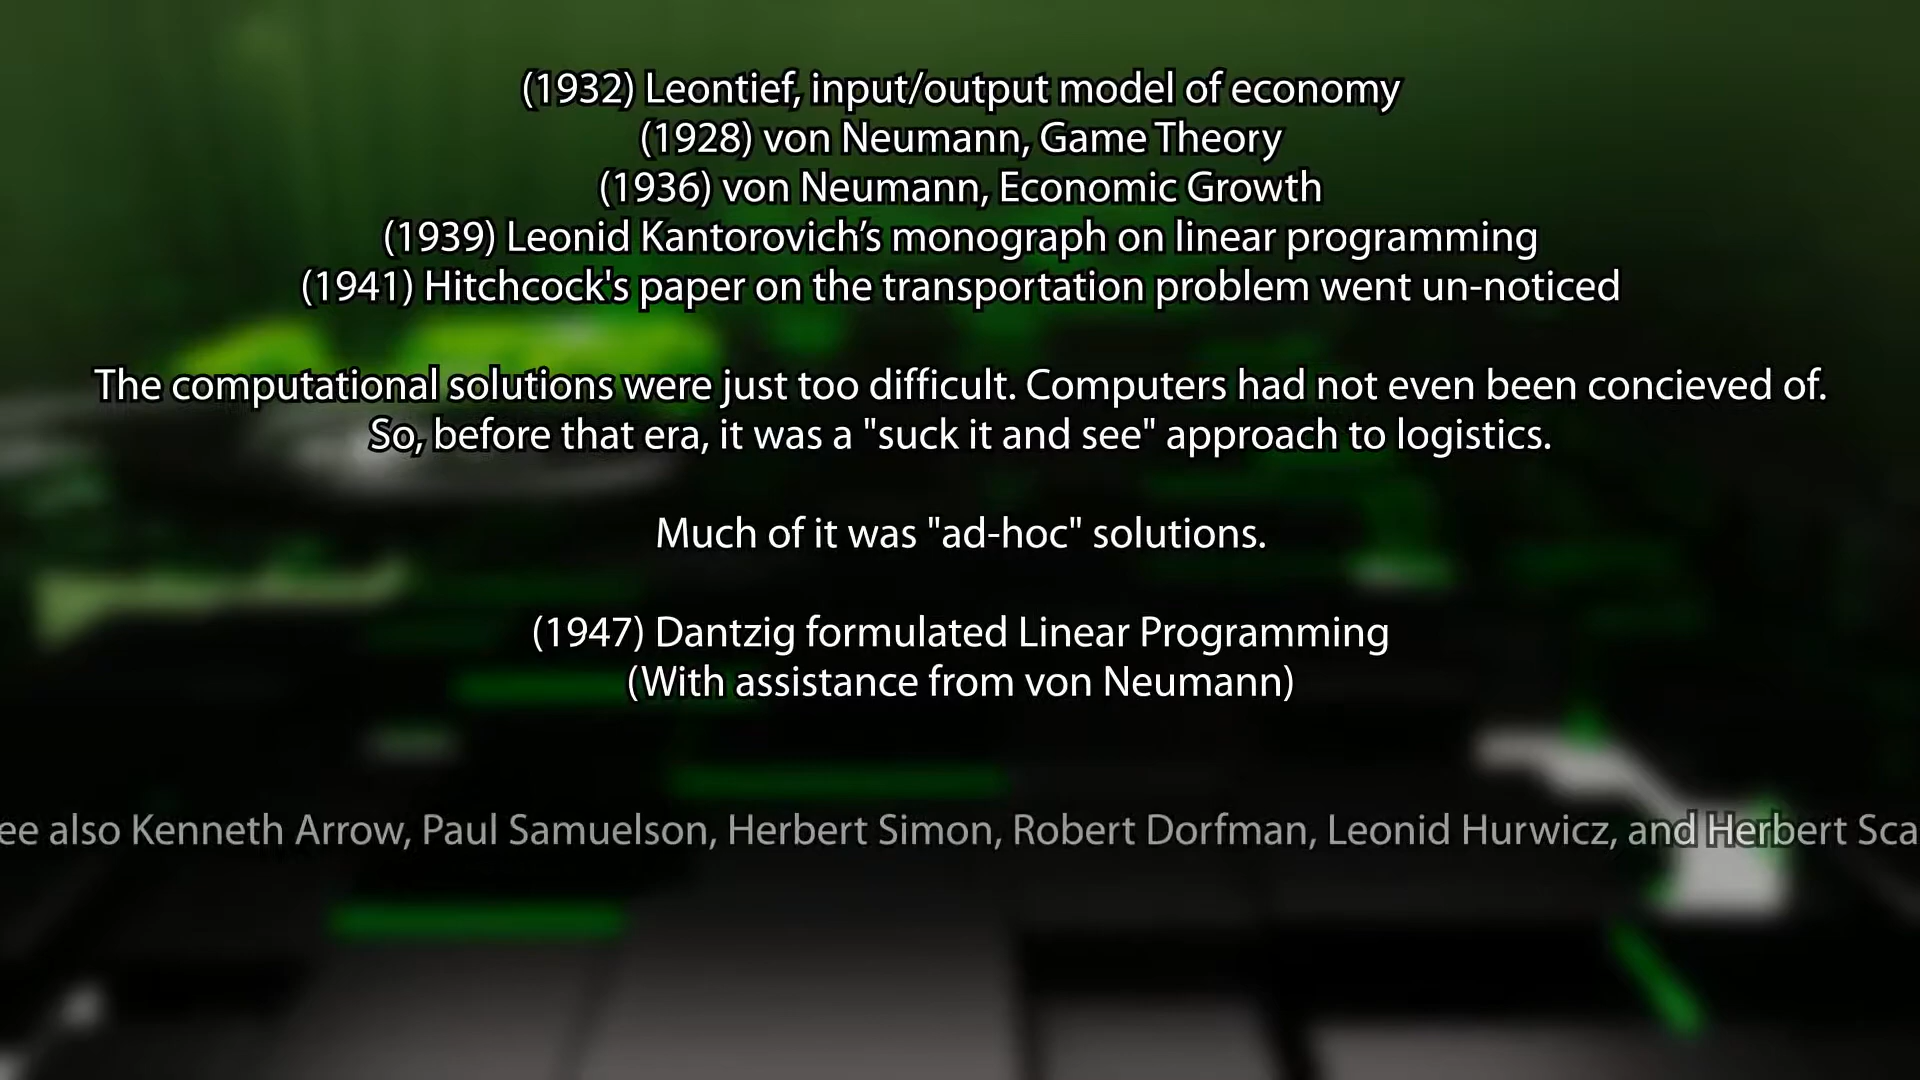 (1932) Leontief, input/output model of economy
(1928) von Neumann, Game Theory
(1936) von Neumann, Economic Growth
(1939) Leonid Kantorovich’s monograph on linear programming
(1941) Hitchcock's paper on the transportation problem went un-noticed
The computational solutions were just too difficult. Computers had not even been concieved of.
So, before that era, it was a "suck it and see" approach to logistics.
Much of it was "ad-hoc" solutions.
(1947) Dantzig formulated Linear Programming
(With assistance from von Neumann)
ee also Kenneth Arrow, Paul Samuelson, Herbert Simon, Robert Dorfman, Leonid Hurwicz, and Herbert Sca